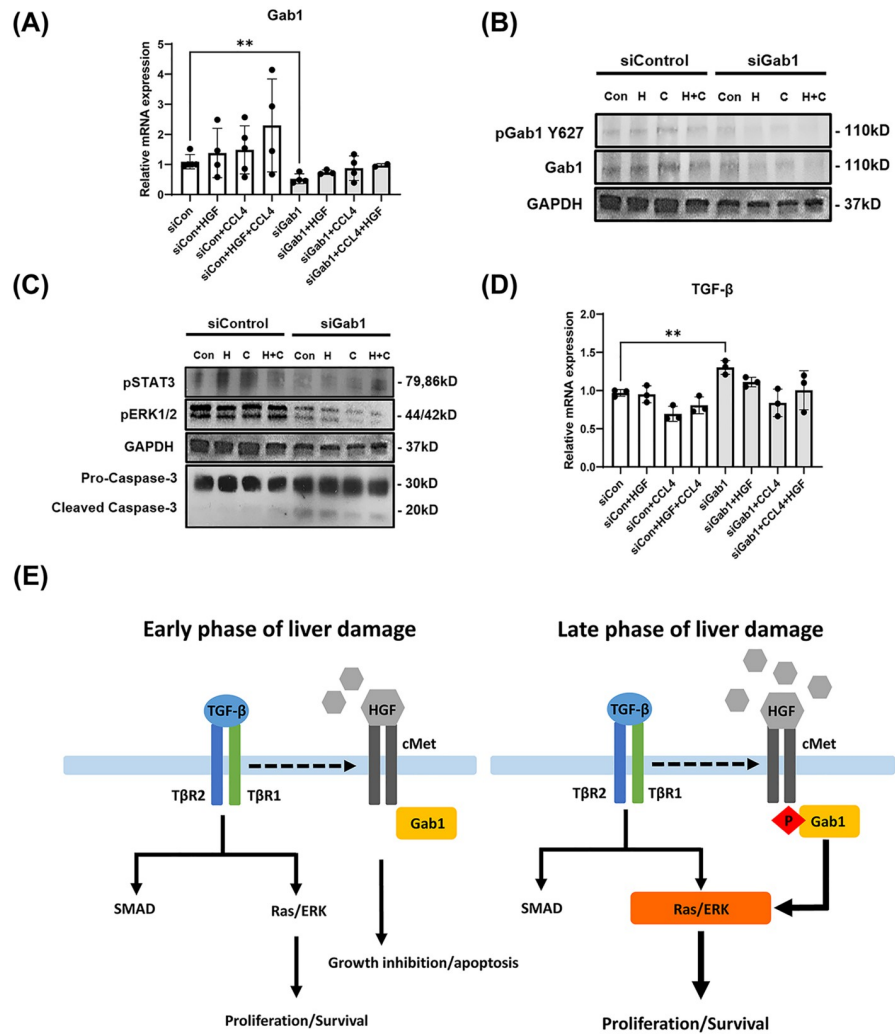 (A)
Gab1
**
Relative mRNA expression
5
4
3
2
1
0
siCon
siCon+HGF
siCon+CCL4
siCon+HGF+CCL4
siGab1
siGab1+HGF
siGab1+CCL4
siGab1+CCL4+HGF
(B)
siControl siGab1
Con H C H+C Con H C H+C
pGab1 Y627 - 110kD
Gab1 - 110kD
GAPDH - 37kD
(C)
siControl siGab1
Con H C H+C Con H C H+C
pSTAT3 - 79,86kD
pERK1/2 44/42kD
GAPDH - 37kD
Pro-Caspase-3 - 30kD
Cleaved Caspase-3 - 20kD
(D)
TGF-β
**
Relative mRNA expression
2.0
1.5
1.0
0.5
0.0
siCon
siCon+HGF
siCon+CCL4
siCon+HGF+CCL4
siGab1
siGab1+HGF
siGab1+CCL4
siGab1+CCL4+HGF
(E)
Early phase of liver damage
TGF-β
HGF
cMet
TβR2 TβR1
Gab1
SMAD
Ras/ERK
Growth inhibition/apoptosis
Proliferation/Survival
Late phase of liver damage
TGF-β
HGF
cMet
TβR2 TβR1
P
Gab1
SMAD
Ras/ERK
Proliferation/Survival